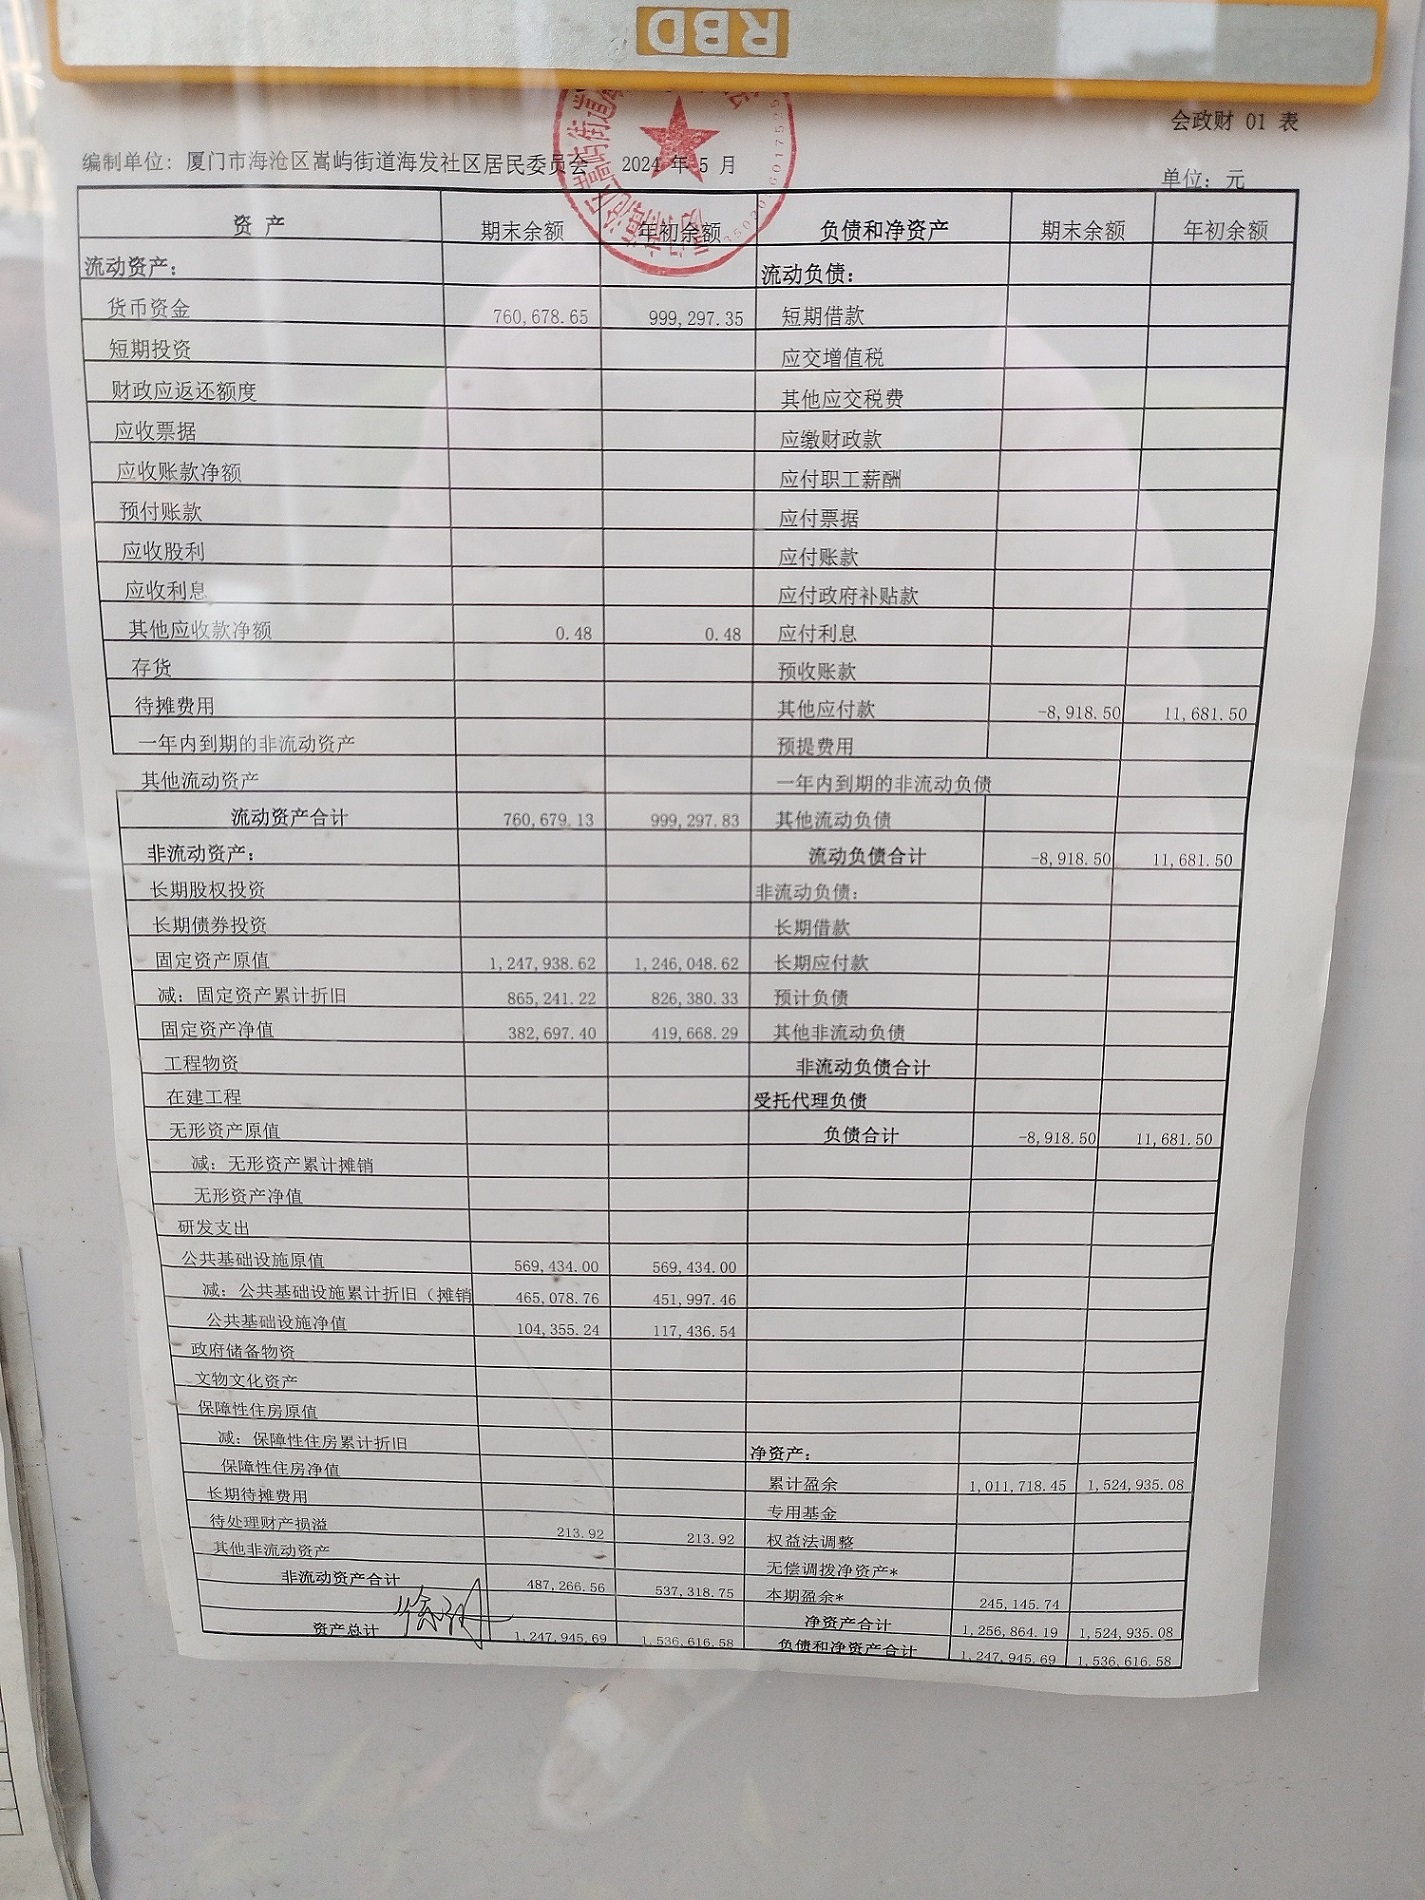 RBD
会政财 01 表
编制单位: 厦门市海沧区嵩屿街道海发社区居民委员会 2024 年 5 月
单位: 元
资 产 期末余额 年初余额 负债和净资产 期末余额 年初余额
流动资产: 流动负债:
货币资金 760,678.65 999,297.35 短期借款
短期投资 应交增值税
财政应返还额度 其他应交税费
应收票据 应缴财政款
应收账款净额 应付职工薪酬
预付账款 应付票据
应收股利 应付账款
应收利息 应付政府补贴款
其他应收款净额 0.48 0.48 应付利息
存货 预收账款
待摊费用 其他应付款 -8,918.50 11,681.50
一年内到期的非流动资产 预提费用
其他流动资产 一年内到期的非流动负债
流动资产合计 760,679.13 999,297.83 其他流动负债
非流动资产: 流动负债合计 -8,918.50 11,681.50
长期股权投资 非流动负债:
长期债券投资 长期借款
固定资产原值 1,247,938.62 1,246,048.62 长期应付款
减: 固定资产累计折旧 865,241.22 826,380.33 预计负债
固定资产净值 382,697.40 419,668.29 其他非流动负债
工程物资 非流动负债合计
在建工程 受托代理负债
无形资产原值 负债合计 -8,918.50 11,681.50
减: 无形资产累计摊销
无形资产净值
研发支出
公共基础设施原值 569,434.00 569,434.00
减: 公共基础设施累计折旧（摊销 465,078.76 451,997.46
公共基础设施净值 104,355.24 117,436.54
政府储备物资
文物文化资产
保障性住房原值
减: 保障性住房累计折旧 净资产:
保障性住房净值 累计盈余 1,011,718.45 1,524,935.08
长期待摊费用 专用基金
待处理财产损溢 213.92 213.92 权益法调整
其他非流动资产 无偿调拨净资产*
非流动资产合计 487,266.56 537,318.75 本期盈余* 245,145.74
净资产合计 1,256,864.19 1,524,935.08
资产总计 1,247,945.69 1,536,616.58 负债和净资产合计 1,247,945.69 1,536,616.58